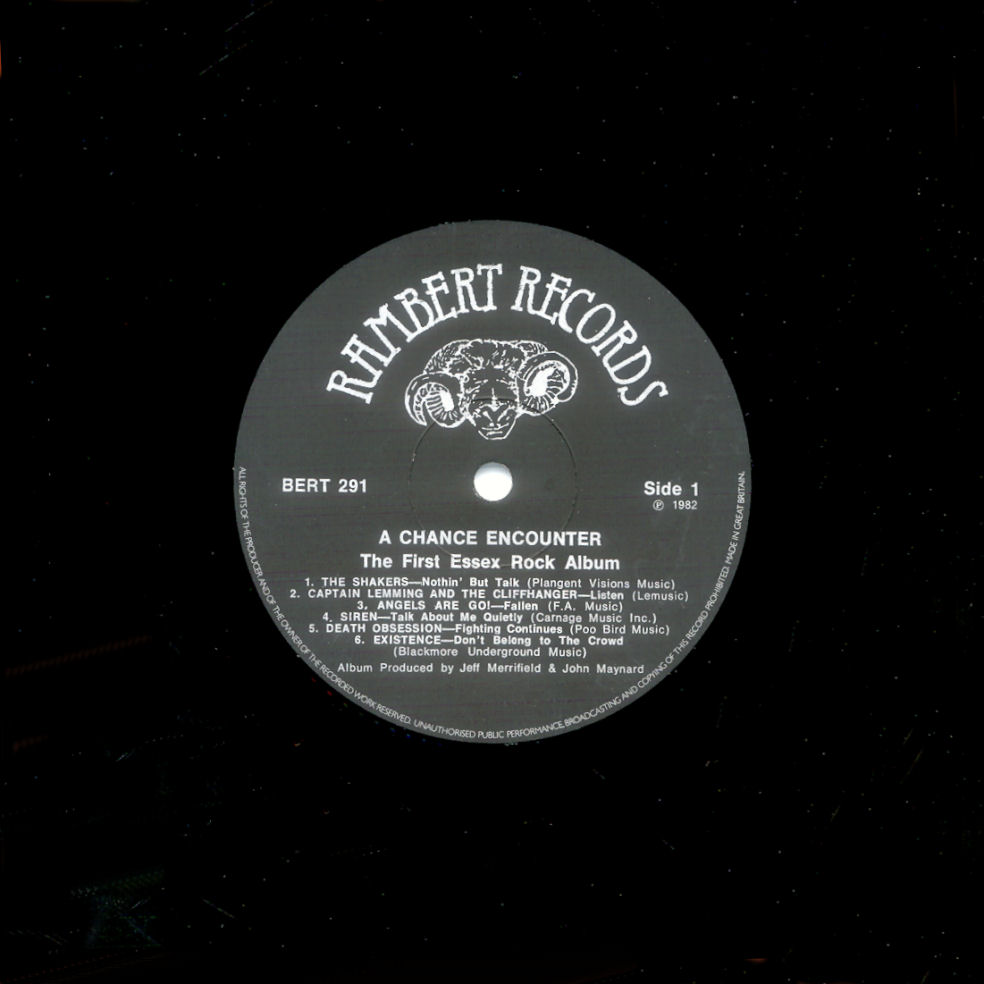 RAMBERT RECORDS
BERT 291
Side 1
℗ 1982
A CHANCE ENCOUNTER
The First Essex Rock Album
1. THE SHAKERS—Nothin' But Talk (Plangent Visions Music)
2. CAPTAIN LEMMING AND THE CLIFFHANGER—Listen (Lemusic)
3. ANGELS ARE GO!—Fallen (F.A. Music)
4. SIREN—Talk About Me Quietly (Carnage Music Inc.)
5. DEATH OBSESSION—Fighting Continues (Poo Bird Music)
6. EXISTENCE—Don't Belong to The Crowd
(Blackmore Underground Music)
Album Produced by Jeff Merrifield & John Maynard
ALL RIGHTS OF THE PRODUCER AND OF THE OWNER OF THE RECORDED WORK RESERVED. UNAUTHORISED PUBLIC PERFORMANCE, BROADCASTING AND COPYING OF THIS RECORD PROHIBITED. MADE IN GREAT BRITAIN.